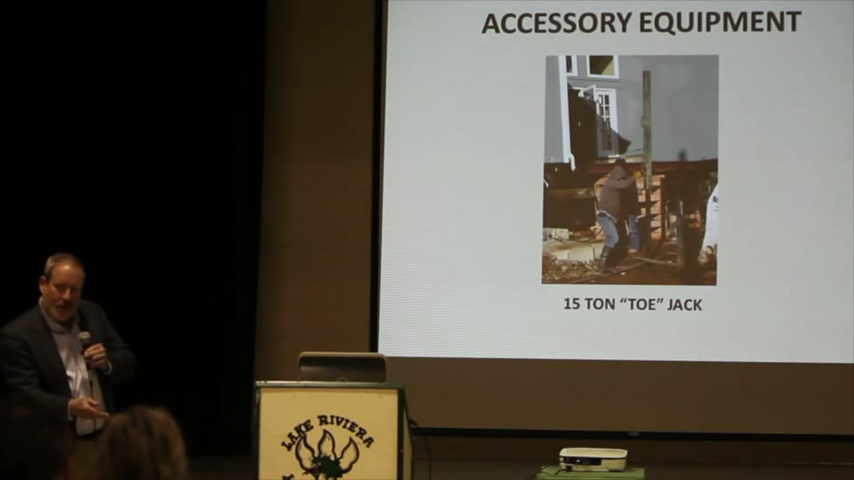 ACCESSORY EQUIPMENT
15 TON “TOE” JACK
LAKE RIVIERA